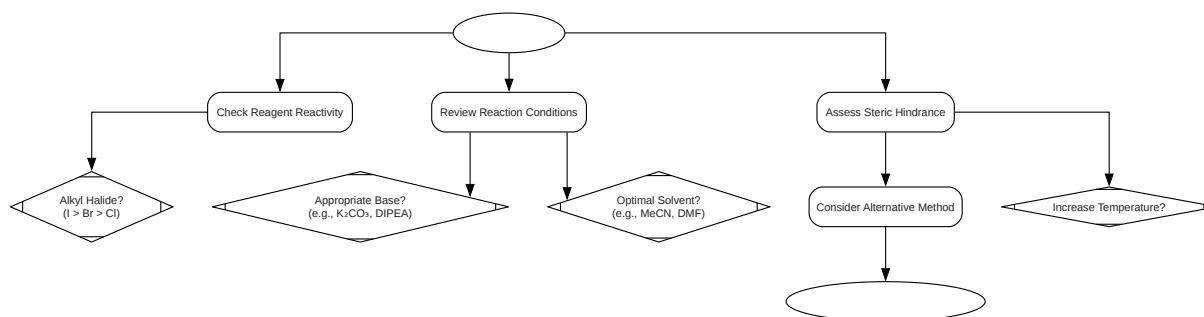 Check Reagent Reactivity
Review Reaction Conditions
Assess Steric Hindrance
Alkyl Halide?
(I > Br > Cl)
Appropriate Base?
(e.g., K₂CO₃, DIPEA)
Optimal Solvent?
(e.g., MeCN, DMF)
Consider Alternative Method
Increase Temperature?